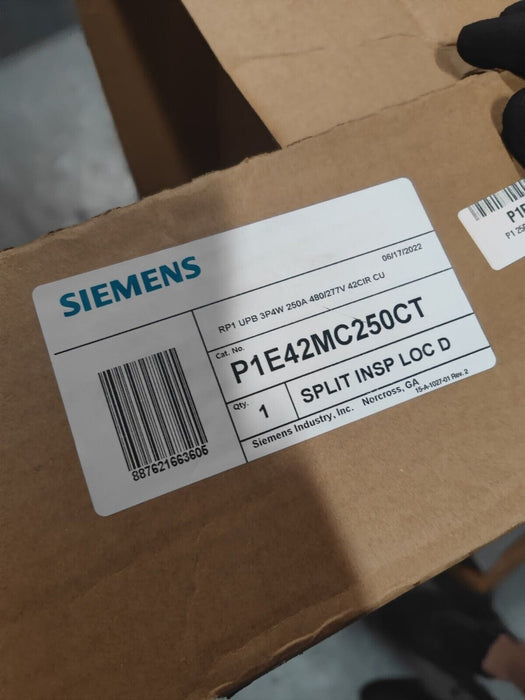 SIEMENS
06/17/2022
RP1 UPB 3P4W 250A 480/277V 42CIR CU
Cat. No.
P1E42MC250CT
Qty.
1
SPLIT INSP LOC D
Siemens Industry, Inc. Norcross, GA
15-A-1027-01 Rev. 2
887621663605